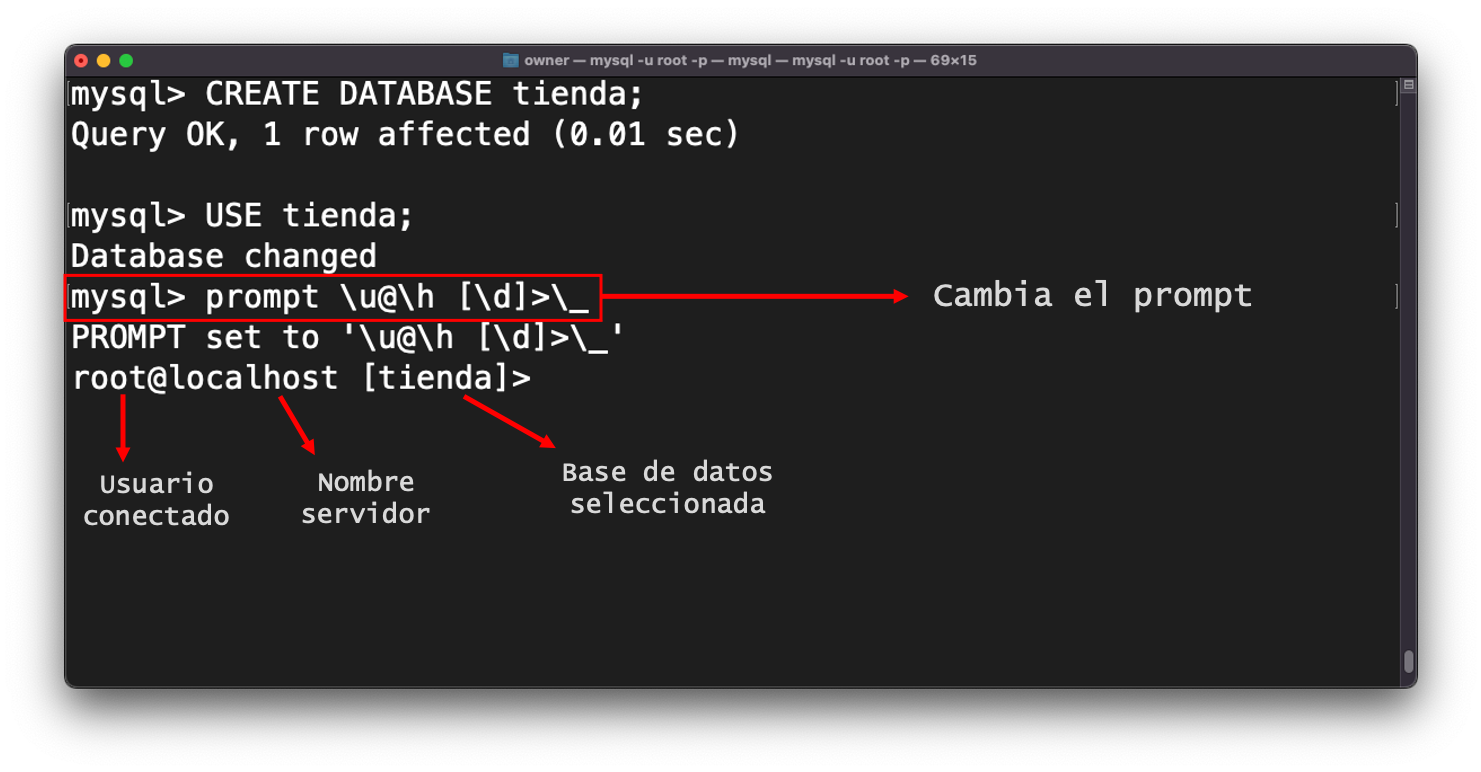 owner — mysql -u root -p — mysql — mysql -u root -p — 69×15
mysql> CREATE DATABASE tienda;
Query OK, 1 row affected (0.01 sec)
mysql> USE tienda;
Database changed
mysql> prompt \u@\h [\d]>\_
Cambia el prompt
PROMPT set to '\u@\h [\d]>\_'
root@localhost [tienda]>
Usuario
conectado
Nombre
servidor
Base de datos
seleccionada